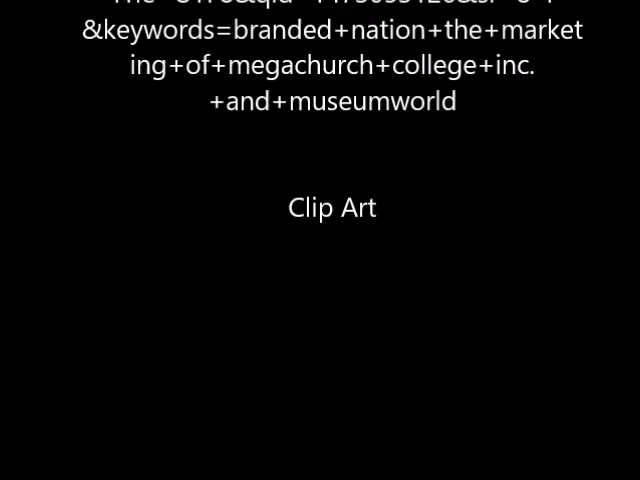 &keywords=branded+nation+the+market
ing+of+megachurch+college+inc.
+and+museumworld
Clip Art